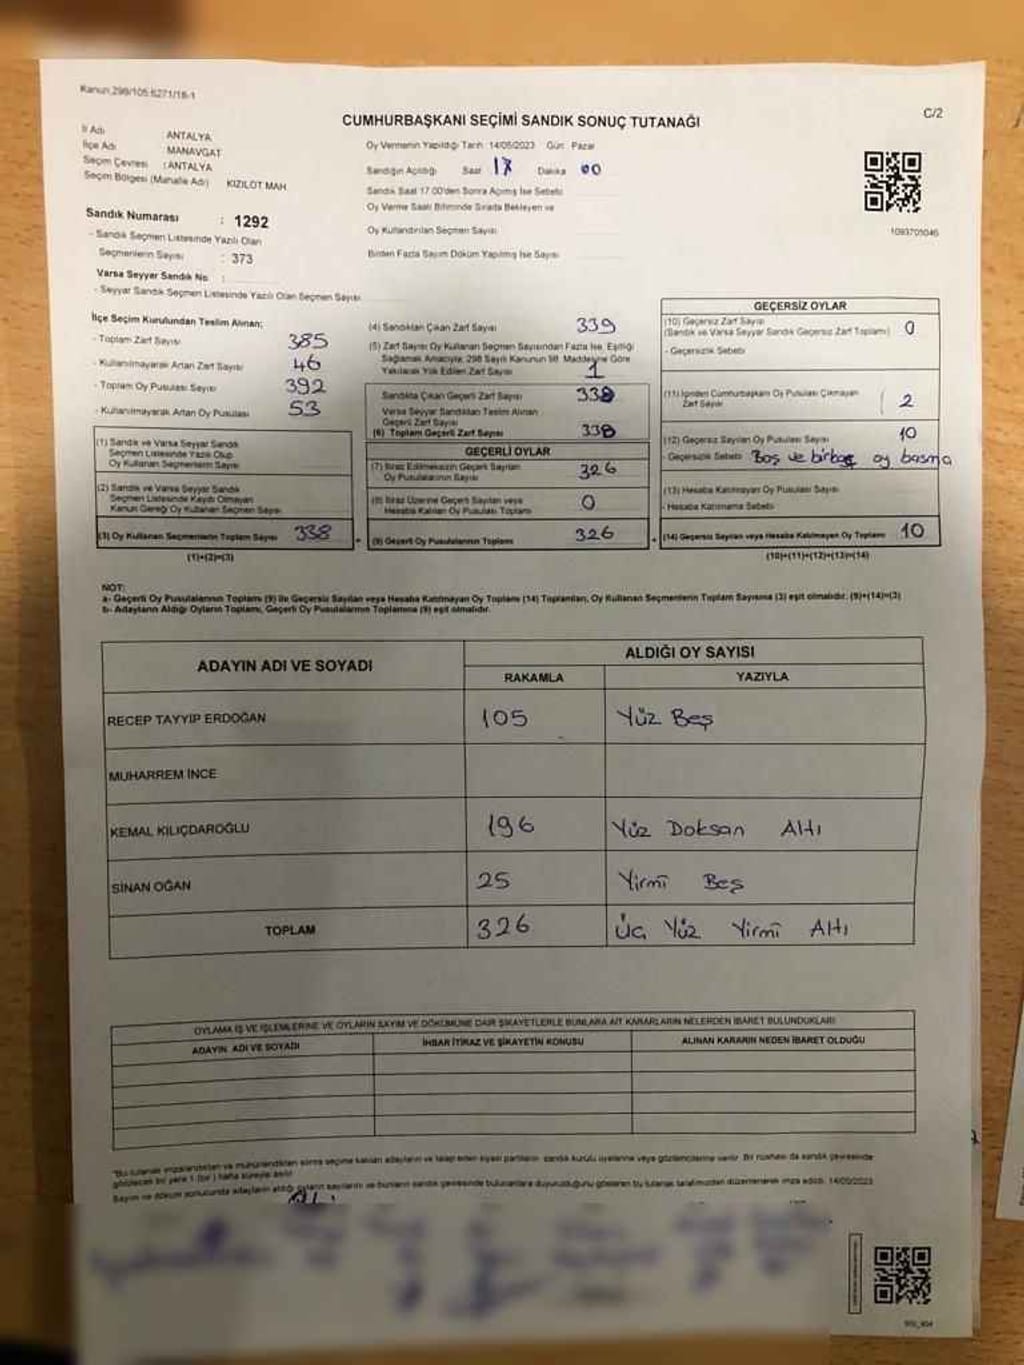 Kanun,298/105.6271/18-1
C/2
CUMHURBAŞKANI SEÇİMİ SANDIK SONUÇ TUTANAĞI
İl Adı ANTALYA
İlçe Adı MANAVGAT
Seçim Çevresi : ANTALYA
Seçim Bölgesi (Mahalle Adı) KIZILOT MAH.
Oy Vermenin Yapıldığı Tarih: 14/05/2023 Gün: Pazar
Sandığın Açıldığı Saat 17 Dakika 00
Sandık Saat 17.00'den Sonra Açılmış İse Sebebi
Oy Verme Saati Bitiminde Sırada Bekleyen ve
Oy Kullandırılan Seçmen Sayısı
Birden Fazla Sayım Döküm Yapılmış İse Sayısı
1093705046
Sandık Numarası : 1292
- Sandık Seçmen Listesinde Yazılı Olan
Seçmenlerin Sayısı : 373
Varsa Seyyar Sandık No :
- Seyyar Sandık Seçmen Listesinde Yazılı Olan Seçmen Sayısı
İlçe Seçim Kurulundan Teslim Alınan;
- Toplam Zarf Sayısı 385
- Kullanılmayarak Artan Zarf Sayısı 46
- Toplam Oy Pusulası Sayısı 392
- Kullanılmayarak Artan Oy Pusulası 53
(1) Sandık ve Varsa Seyyar Sandık
Seçmen Listesinde Yazılı Olup
Oy Kullanan Seçmenlerin Sayısı
(2) Sandık ve Varsa Seyyar Sandık
Seçmen Listesinde Kaydı Olmayan
Kanun Gereği Oy Kullanan Seçmen Sayısı
(3) Oy Kullanan Seçmenlerin Toplam Sayısı 338
(1)+(2)=(3)
(4) Sandıktan Çıkan Zarf Sayısı 339
(5) Zarf Sayısı Oy Kullanan Seçmen Sayısından Fazla İse, Eşitliği
Sağlamak Amacıyla; 298 Sayılı Kanunun 98. Maddesine Göre
Yakılarak Yok Edilen Zarf Sayısı 1
Sandıkta Çıkan Geçerli Zarf Sayısı 338
Varsa Seyyar Sandıktan Teslim Alınan
Geçerli Zarf Sayısı
(6) Toplam Geçerli Zarf Sayısı 338
GEÇERLİ OYLAR
(7) İtiraz Edilmeksizin Geçerli Sayılan
Oy Pusulalarının Sayısı 326
(8) İtiraz Üzerine Geçerli Sayılan veya
Hesaba Katılan Oy Pusulaları Toplamı 0
(9) Geçerli Oy Pusulalarının Toplamı 326
GEÇERSİZ OYLAR
(10) Geçersiz Zarf Sayısı
(Sandık ve Varsa Seyyar Sandık Geçersiz Zarf Toplamı) 0
- Geçersizlik Sebebi
(11) İçinden Cumhurbaşkanı Oy Pusulası Çıkmayan
Zarf Sayısı 2
(12) Geçersiz Sayılan Oy Pusulası Sayısı 10
- Geçersizlik Sebebi Boş ve oy basma
(13) Hesaba Katılmayan Oy Pusulası Sayısı
- Hesaba Katılmama Sebebi
(14) Geçersiz Sayılan veya Hesaba Katılmayan Oy Toplamı 10
(10)+(11)+(12)+(13)=(14)
NOT:
a- Geçerli Oy Pusulalarının Toplamı (9) ile Geçersiz Sayılan veya Hesaba Katılmayan Oy Toplamı (14) Toplamları, Oy Kullanan Seçmenlerin Toplam Sayısına (3) eşit olmalıdır. (9)+(14)=(3)
b- Adayların Aldığı Oyların Toplamı, Geçerli Oy Pusulalarının Toplamına (9) eşit olmalıdır.
ADAYIN ADI VE SOYADI ALDIĞI OY SAYISI
RAKAMLA YAZIYLA
RECEP TAYYİP ERDOĞAN 105 Yüz Beş
MUHARREM İNCE
KEMAL KILIÇDAROĞLU 196 Yüz Doksan Altı
SİNAN OĞAN 25 Yirmi Beş
TOPLAM 326 Üç Yüz Yirmi Altı
OYLAMA İŞ VE İŞLEMLERİNE VE OYLARIN SAYIM VE DÖKÜMÜNE DAİR ŞİKAYETLERLE BUNLARA AİT KARARLARIN NELERDEN İBARET BULUNDUKLARI
ADAYIN ADI VE SOYADI İHBAR İTİRAZ VE ŞİKAYETİN KONUSU ALINAN KARARIN NEDEN İBARET OLDUĞU
*Bu tutanak imzalandıktan ve mühürlendikten sonra seçime katılan adayların ve talep eden siyasi partilerin sandık kurulu üyelerine veya gözlemcilerine verilir. Bir nüshası da sandık çevresinde
görülecek bir yere 1 (bir) hafta süreyle asılır.
Sayım ve döküm sonucunda adayların aldığı oyların sayılarını ve bunların sandık çevresinde bulunanlara duyurulduğunu gösteren bu tutanak tarafımızdan düzenlenerek imza edildi. 14/05/2023